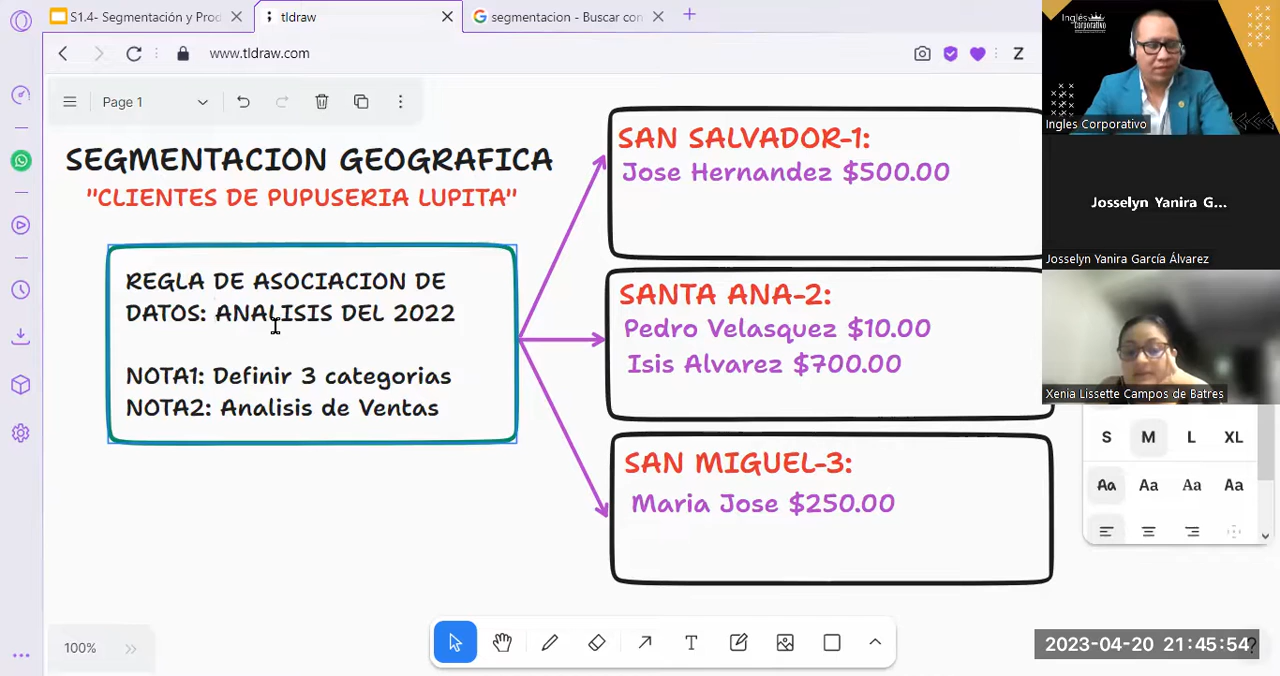 S1.4- Segmentación y Prod
tldraw
segmentacion - Buscar con
www.tldraw.com
Z
Page 1
SEGMENTACION GEOGRAFICA
"CLIENTES DE PUPUSERIA LUPITA"
REGLA DE ASOCIACION DE
DATOS: ANALISIS DEL 2022
NOTA1: Definir 3 categorias
NOTA2: Analisis de Ventas
SAN SALVADOR-1:
Jose Hernandez $500.00
SANTA ANA-2:
Pedro Velasquez $10.00
Isis Alvarez $700.00
SAN MIGUEL-3:
Maria Jose $250.00
Inglés
Corporativo
Ingles Corporativo
Josselyn Yanira G...
Josselyn Yanira García Álvarez
Xenia Lissette Campos de Batres
S M L XL
Aa Aa Aa Aa
100%
T
2023-04-20 21:45:54
?